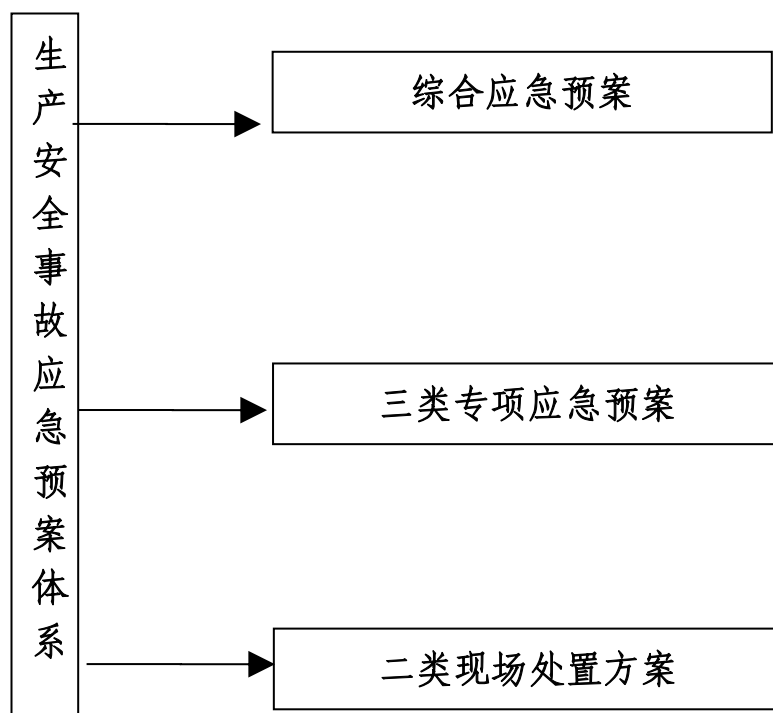 生产安全事故应急预案体系
综合应急预案
三类专项应急预案
二类现场处置方案